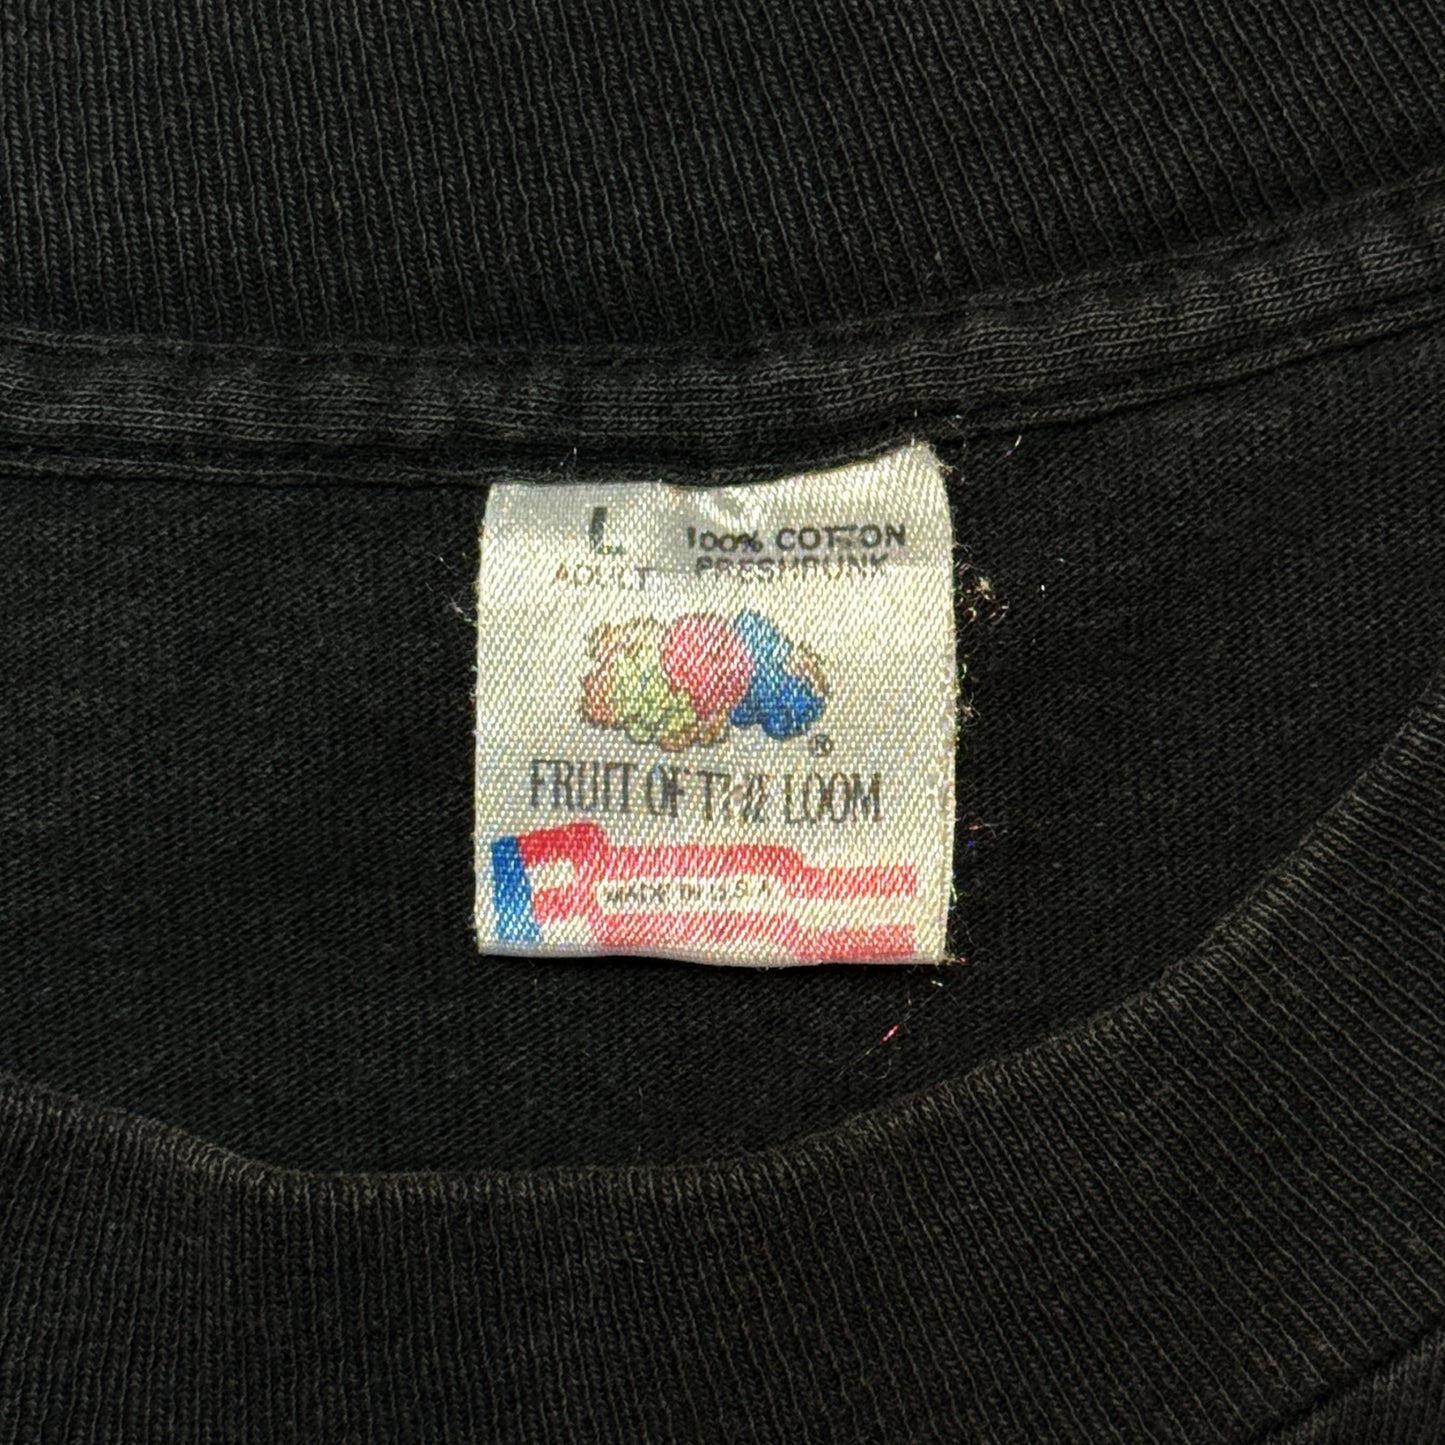 L
ADULT
100% COTTON
PRESHRUNK
®
FRUIT OF THE LOOM
MADE IN U.S.A.